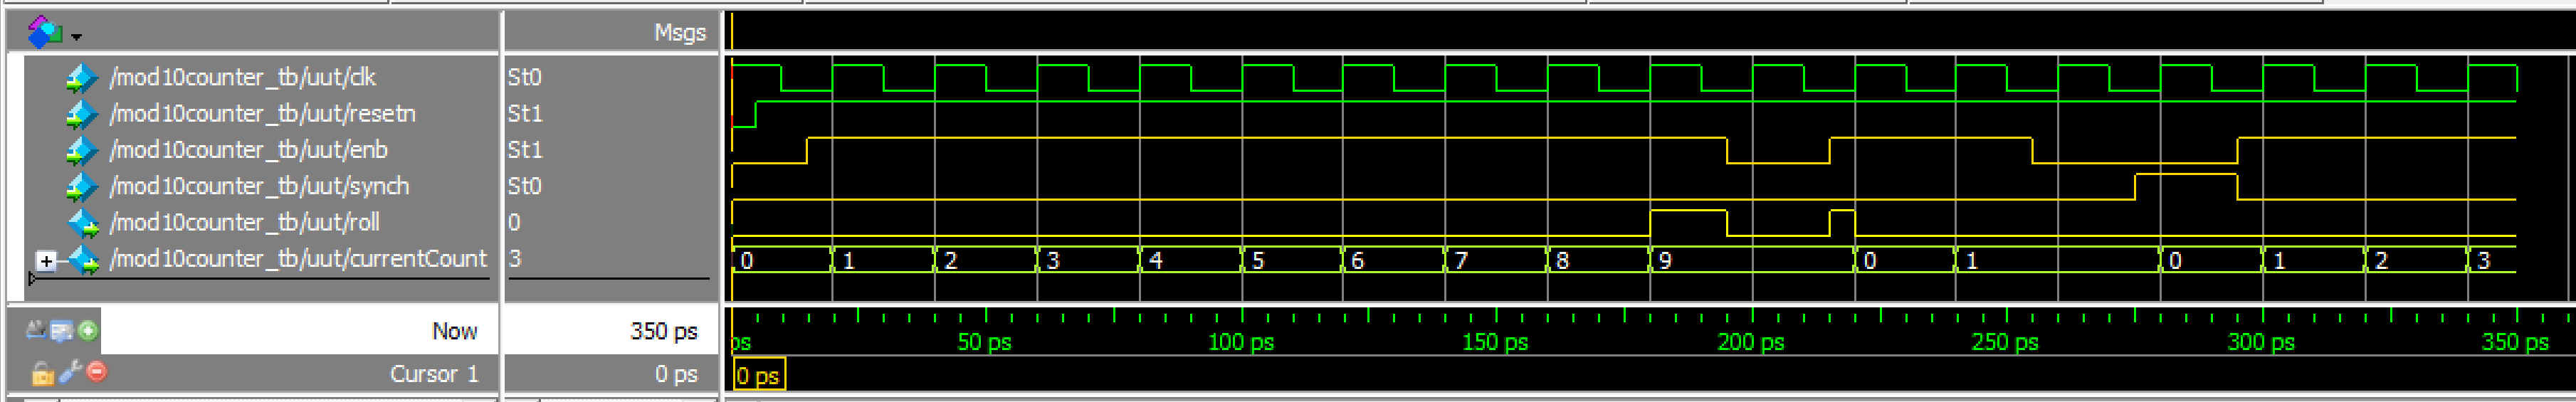 Msgs
/mod10counter_tb/uut/clk St0
/mod10counter_tb/uut/resetn St1
/mod10counter_tb/uut/enb St1
/mod10counter_tb/uut/synch St0
/mod10counter_tb/uut/roll 0
/mod10counter_tb/uut/currentCount 3 0 1 2 3 4 5 6 7 8 9 0 1 0 1 2 3
Now 350 ps 50 ps 100 ps 150 ps 200 ps 250 ps 300 ps 350 ps
Cursor 1 0 ps 0 ps